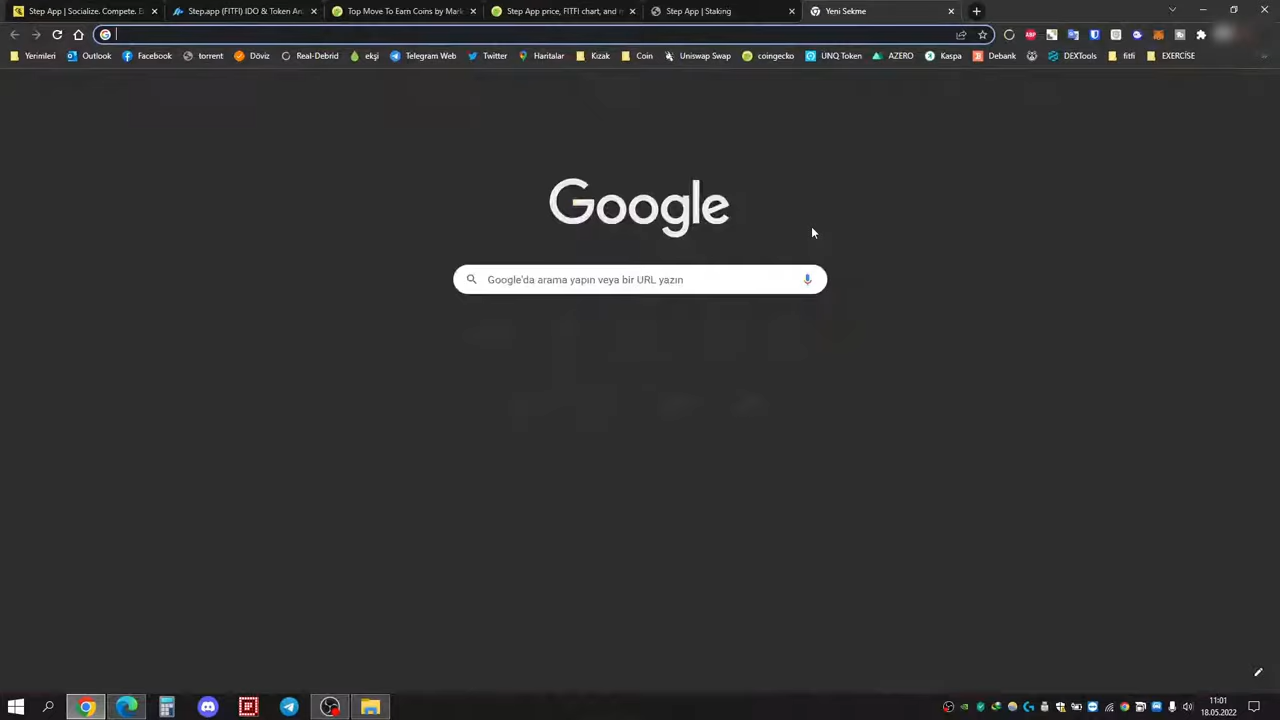 Step App | Socialize. Compete. E
Step.app (FITFI) IDO & Token An
Top Move To Earn Coins by Mark
Step App price, FITFI chart, and m
Step App | Staking
Yeni Sekme
Yerimleri
Outlook
Facebook
torrent
Döviz
Real-Debrid
ekşi
Telegram Web
Twitter
Haritalar
Kızak
Coin
Uniswap Swap
coingecko
UNQ Token
AZERO
Kaspa
Debank
DEXTools
fitfi
EXERCİSE
Google
Google'da arama yapın veya bir URL yazın
11:01
18.05.2022